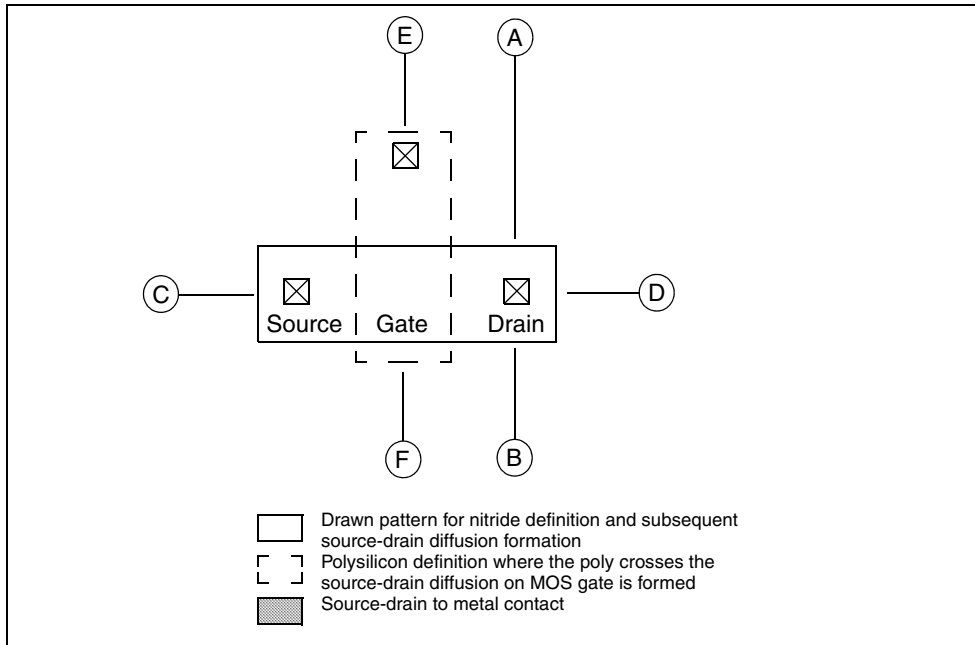 E
A
C
D
Source
Gate
Drain
F
B
Drawn pattern for nitride definition and subsequent
source-drain diffusion formation
Polysilicon definition where the poly crosses the
source-drain diffusion on MOS gate is formed
Source-drain to metal contact